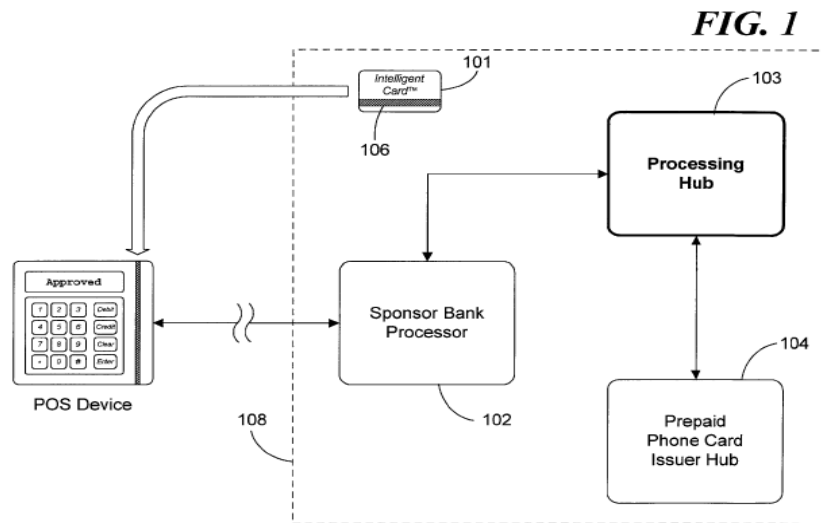 FIG. 1
Intelligent
Card™
101
106
103
Processing
Hub
Approved
1 2 3 Debit
4 5 6 Credit
7 8 9 Clear
- 0 # Enter
POS Device
Sponsor Bank
Processor
102
104
Prepaid
Phone Card
Issuer Hub
108